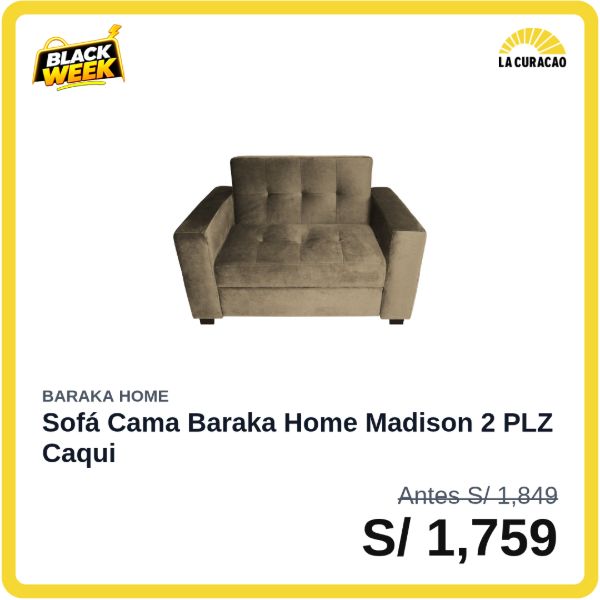 BLACK
WEEK
LA CURACAO
BARAKA HOME
Sofá Cama Baraka Home Madison 2 PLZ
Caqui
Antes S/ 1,849
S/ 1,759